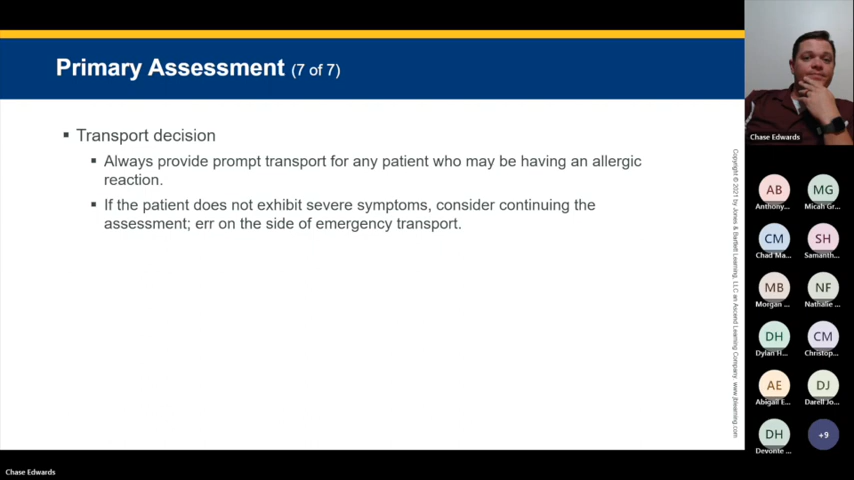 Primary Assessment (7 of 7)
▪ Transport decision
▪ Always provide prompt transport for any patient who may be having an allergic
reaction.
▪ If the patient does not exhibit severe symptoms, consider continuing the
assessment; err on the side of emergency transport.
Copyright © 2021 by Jones & Bartlett Learning, LLC an Ascend Learning Company. www.jblearning.com
Chase Edwards
AB
MG
Anthony...
Micah Gr...
CM
SH
Chad Ma...
Samanth...
MB
NF
Morgan ...
Nathalie ...
DH
CM
Dylan H...
Christop...
AE
DJ
Abigail E...
Darell Jo...
DH
+9
Devonte ...
Chase Edwards